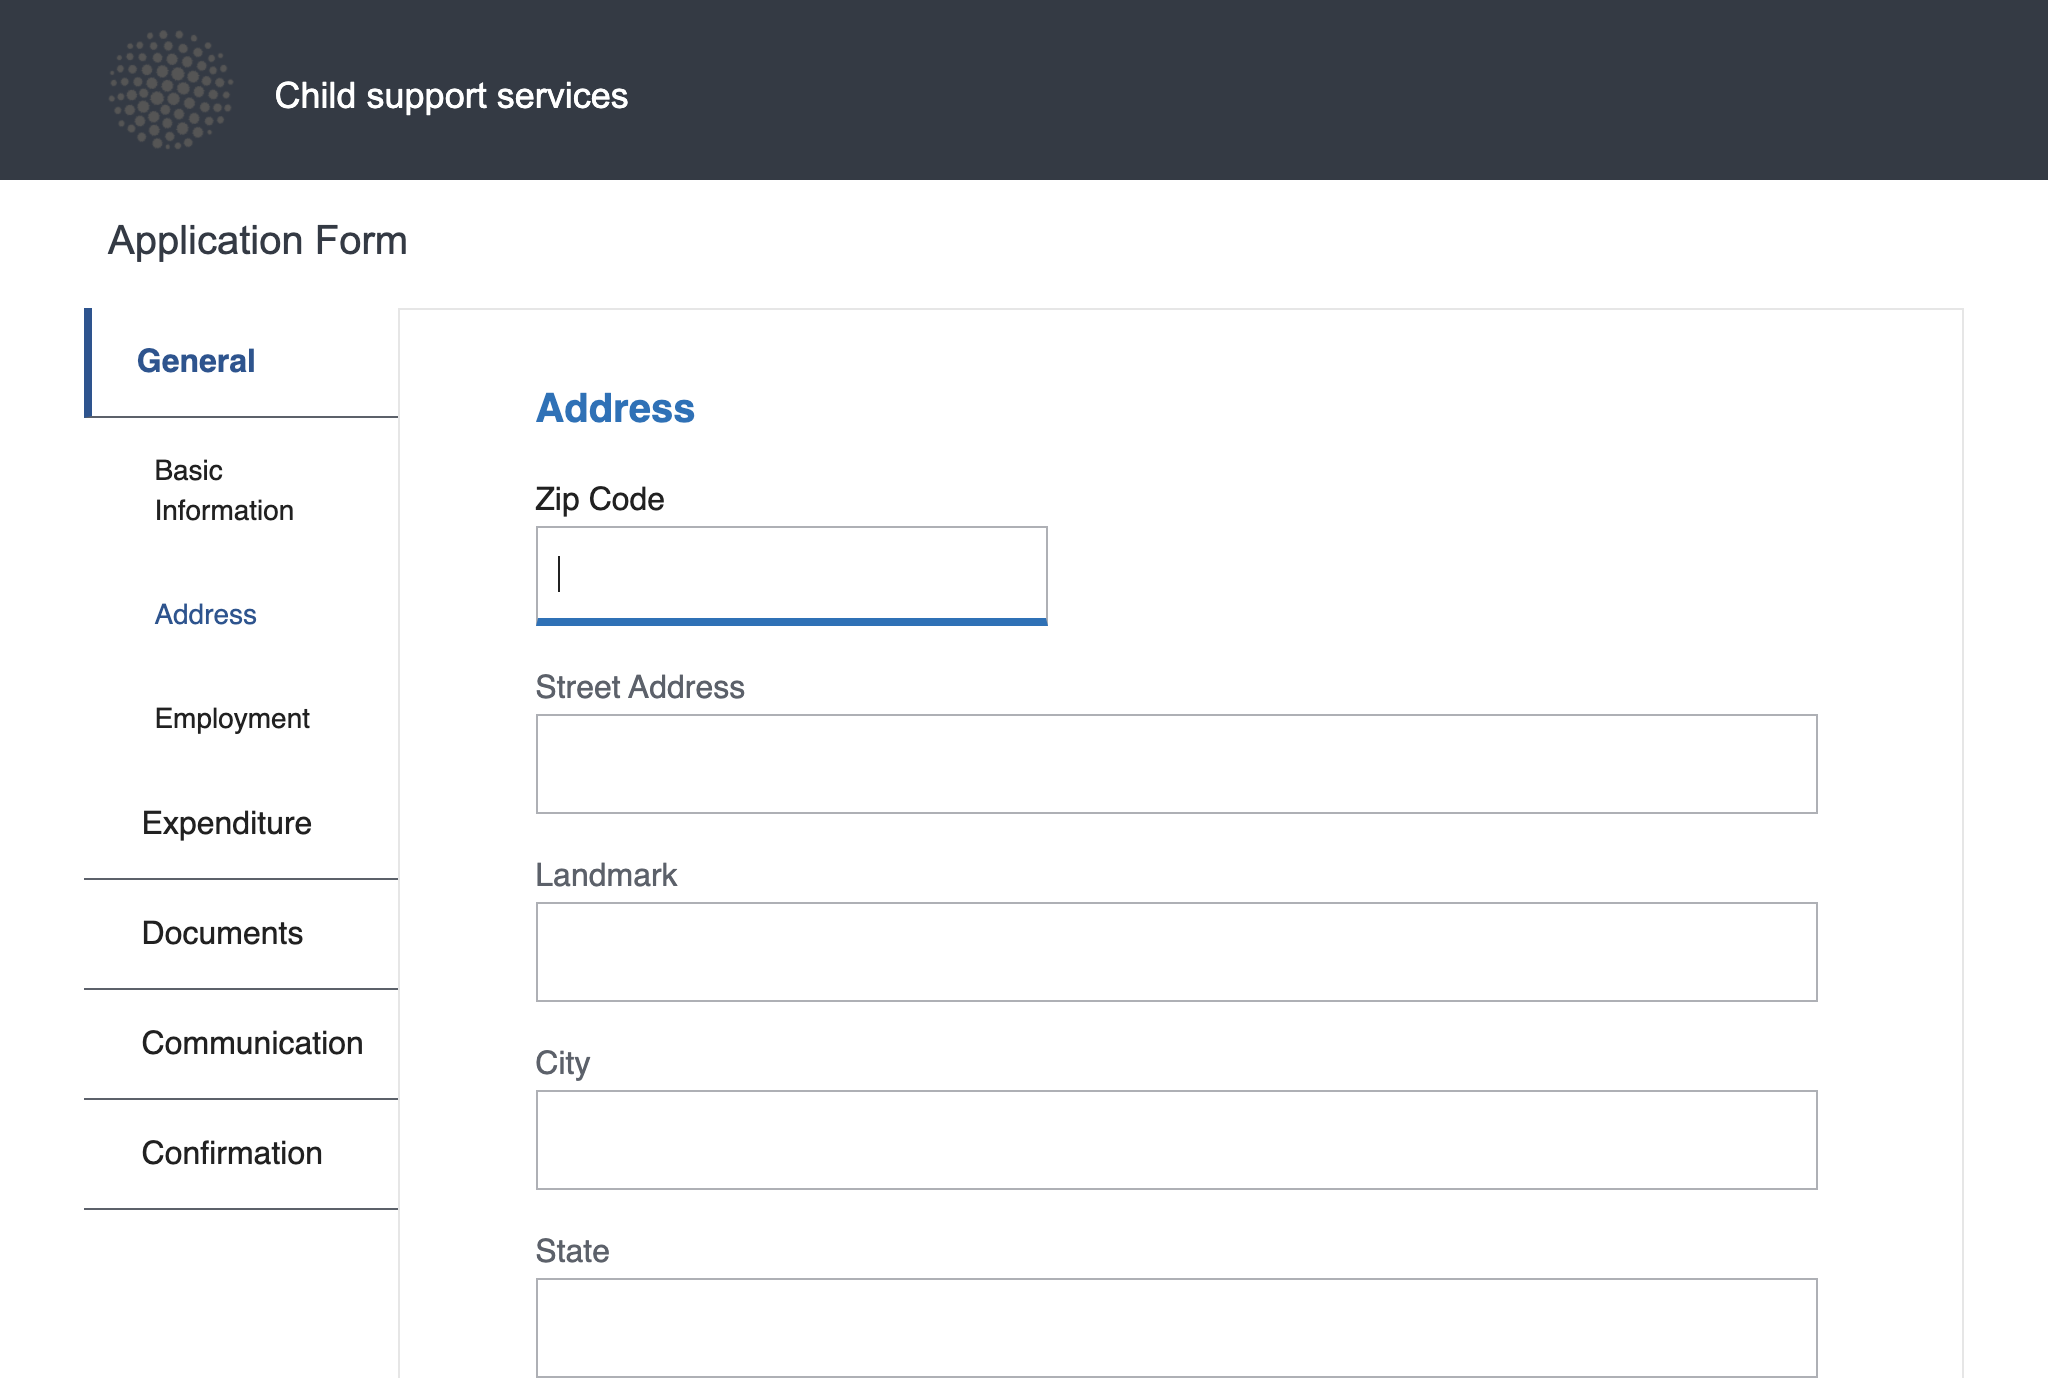 Child support services
Application Form
General
Basic
Information
Address
Employment
Expenditure
Documents
Communication
Confirmation
Address
Zip Code
Street Address
Landmark
City
State